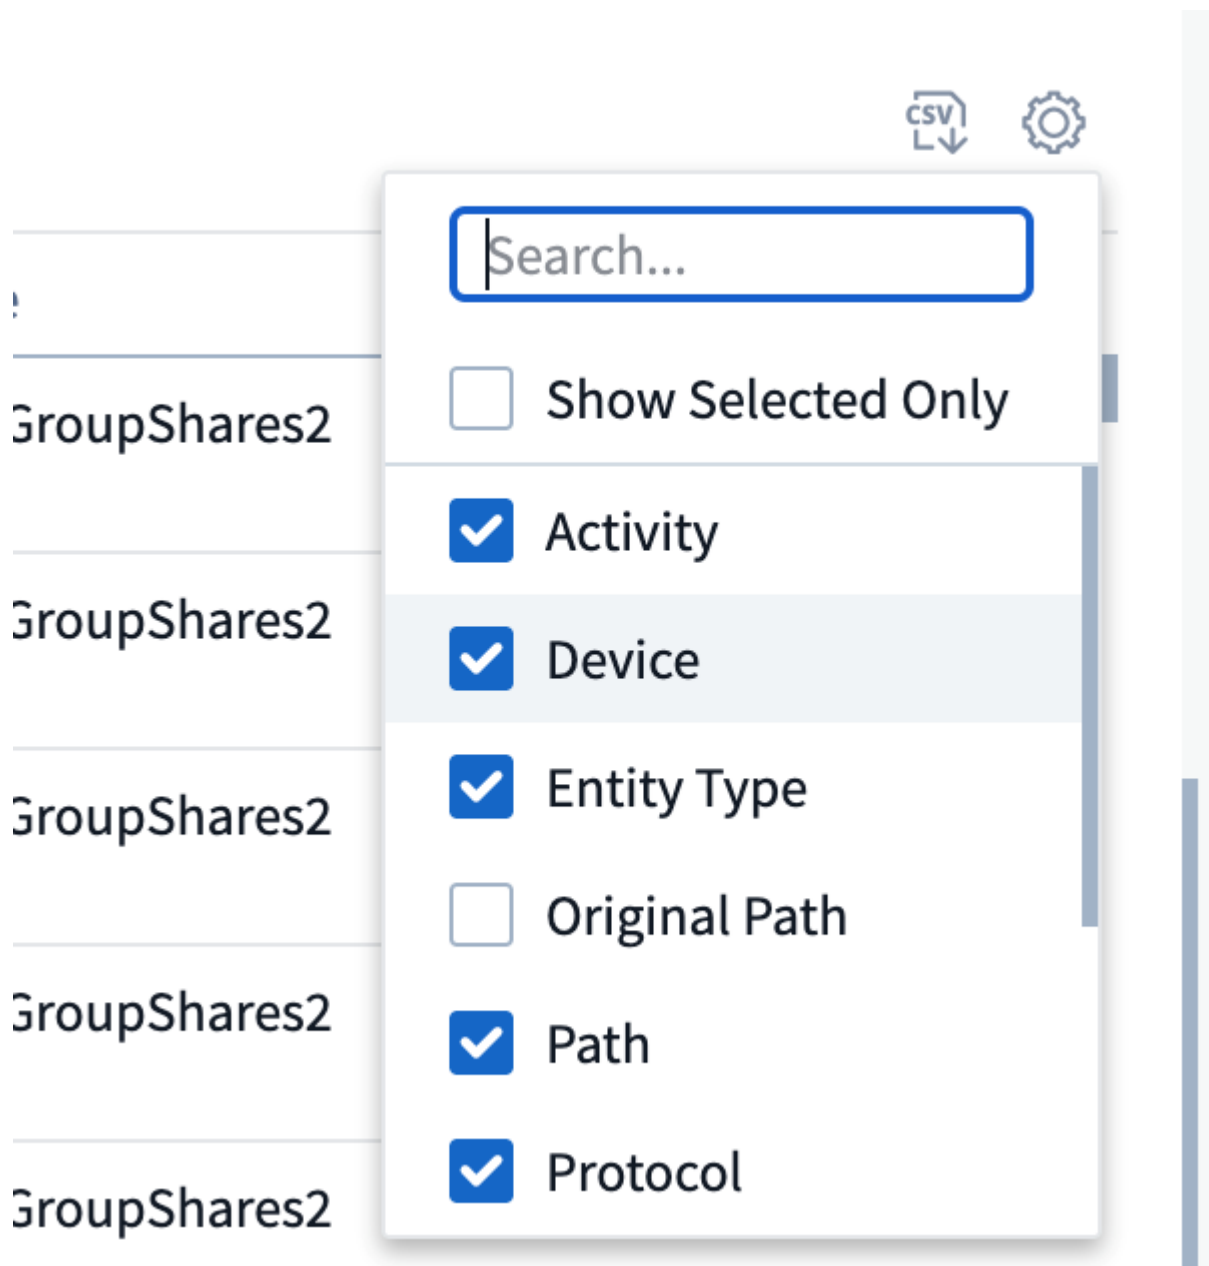 CSV
Search...
Show Selected Only
GroupShares2
Activity
GroupShares2
Device
Entity Type
GroupShares2
Original Path
GroupShares2
Path
Protocol
GroupShares2